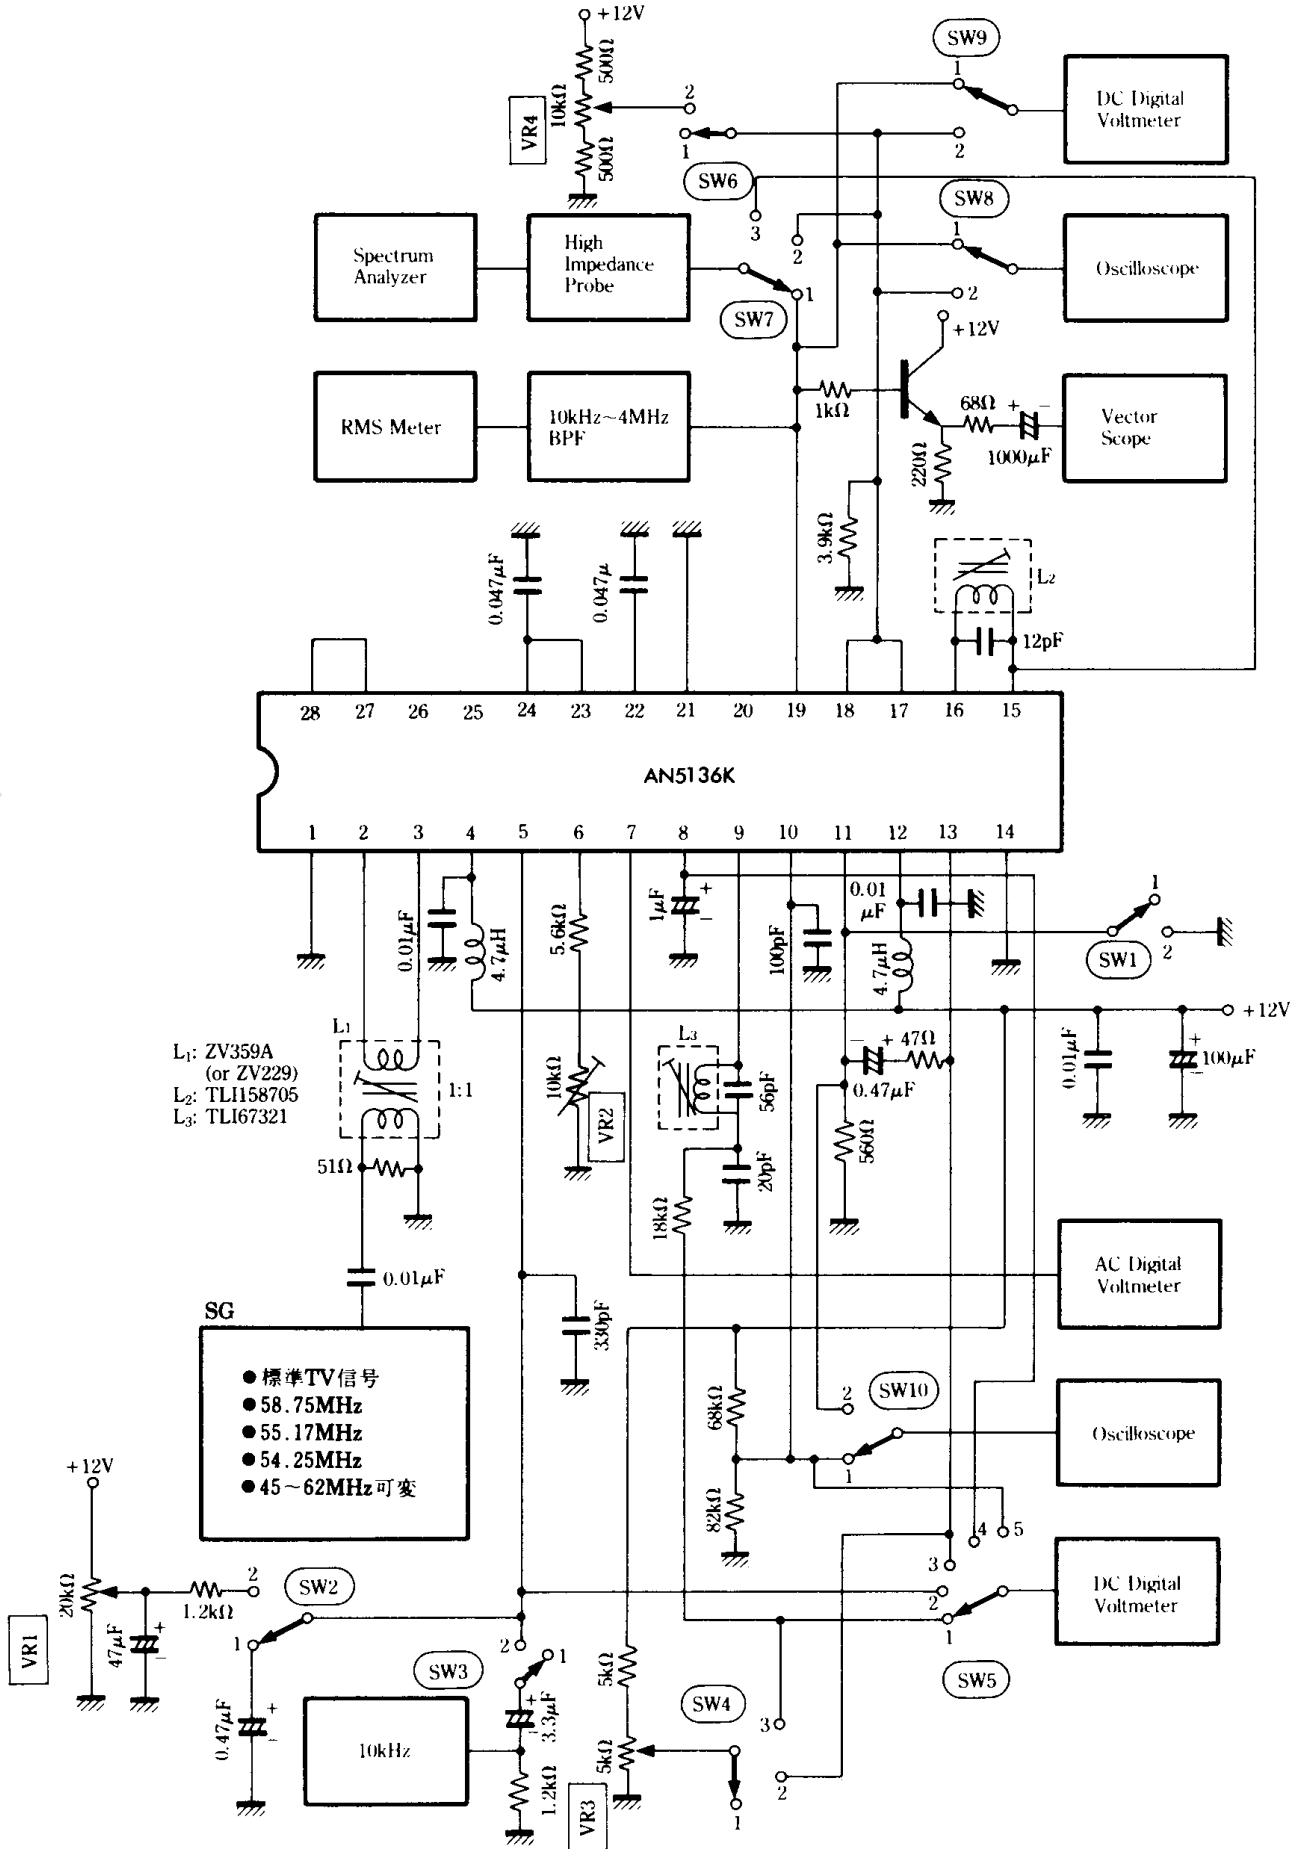 +12V
500Ω
10kΩ
500Ω
VR4
2
1
SW6
3
SW9
1
2
DC Digital
Voltmeter
SW8
1
2
Oscilloscope
Spectrum
Analyzer
High
Impedance
Probe
2
1
SW7
+12V
RMS Meter
10kHz~4MHz
BPF
1kΩ
68Ω
+
-
1000μF
220Ω
Vector
Scope
0.047μF
0.047μ
3.9kΩ
L2
12pF
28
27
26
25
24
23
22
21
20
19
18
17
16
15
AN5136K
1
2
3
4
5
6
7
8
9
10
11
12
13
14
0.01μF
4.7μH
5.6kΩ
1μF
+
-
100pF
0.01
μF
4.7μH
1
2
SW1
+12V
L1: ZV359A
(or ZV229)
L2: TLI158705
L3: TLI67321
L1
1:1
51Ω
10kΩ
VR2
L3
56pF
20pF
18kΩ
-
+
47Ω
0.47μF
560Ω
0.01μF
+
-
100μF
0.01μF
330pF
AC Digital
Voltmeter
SG
●標準TV信号
●58.75MHz
●55.17MHz
●54.25MHz
●45~62MHz可変
68kΩ
82kΩ
2
1
SW10
Oscilloscope
+12V
20kΩ
VR1
47μF
+
-
1.2kΩ
2
SW2
1
0.47μF
+
-
2
1
SW3
+
-
3.3μF
10kHz
1.2kΩ
5kΩ
5kΩ
VR3
SW4
3
2
1
5
4
3
2
1
SW5
DC Digital
Voltmeter